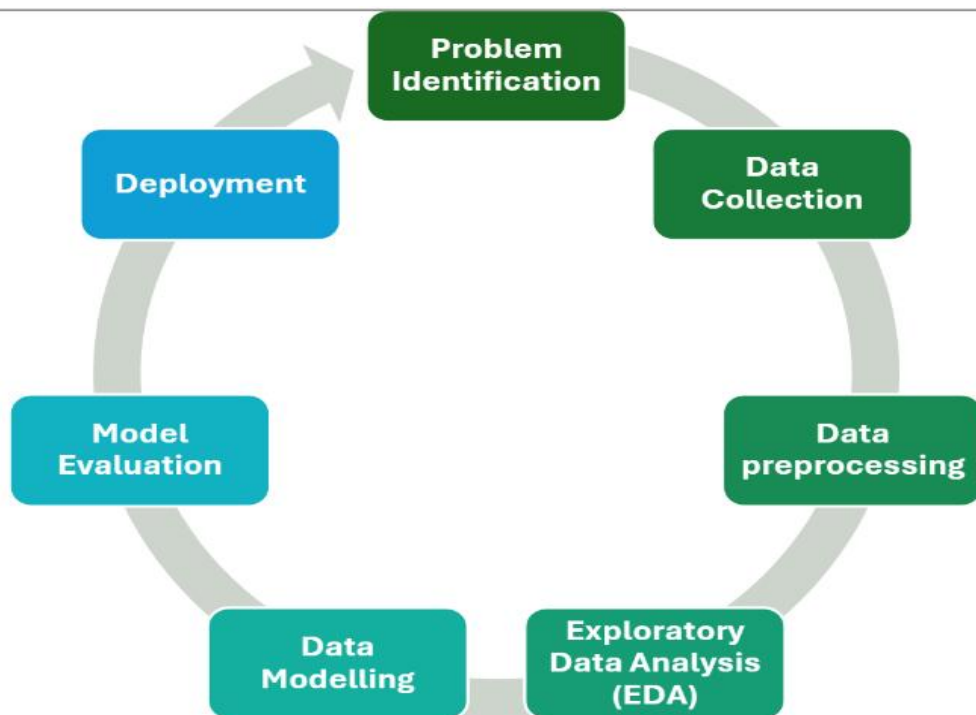 Problem
Identification
Data
Collection
Data
preprocessing
Exploratory
Data Analysis
(EDA)
Data
Modelling
Model
Evaluation
Deployment